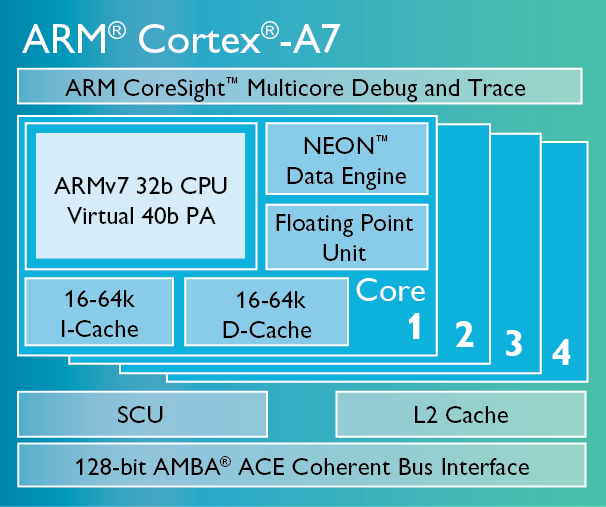 ARM® Cortex®-A7
ARM CoreSight™ Multicore Debug and Trace
ARMv7 32b CPU
Virtual 40b PA
NEON™
Data Engine
Floating Point
Unit
16-64k
I-Cache
16-64k
D-Cache
Core
1
2
3
4
SCU
L2 Cache
128-bit AMBA® ACE Coherent Bus Interface